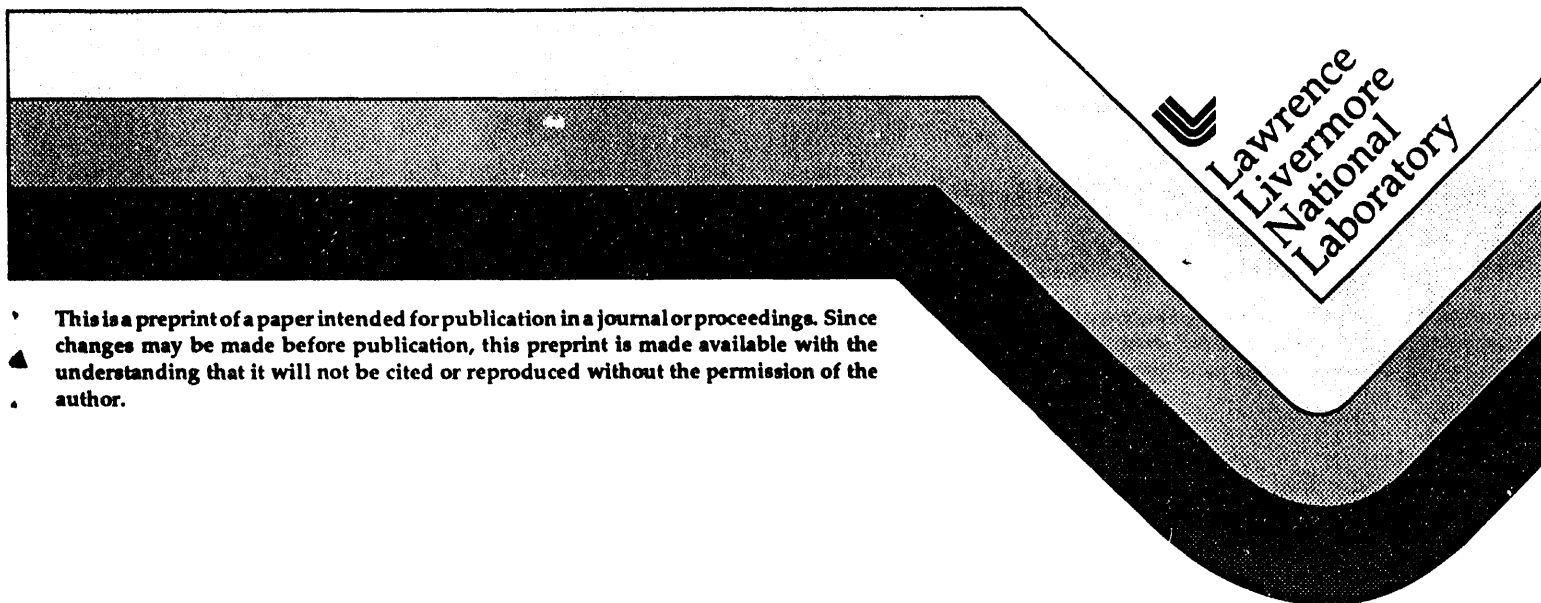 Lawrence
Livermore
National
Laboratory
This is a preprint of a paper intended for publication in a journal or proceedings. Since
changes may be made before publication, this preprint is made available with the
understanding that it will not be cited or reproduced without the permission of the
author.